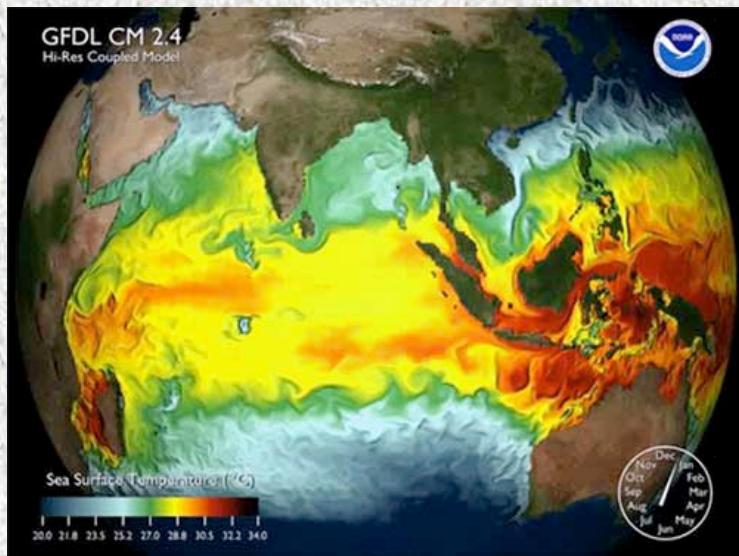 GFDL CM 2.4
Hi-Res Coupled Model
NOAA
Sea Surface Temperature (°C)
20.0 21.8 23.5 25.2 27.0 28.8 30.5 32.2 34.0
Dec
Jan
Feb
Mar
Apr
May
Jun
Jul
Aug
Sep
Oct
Nov